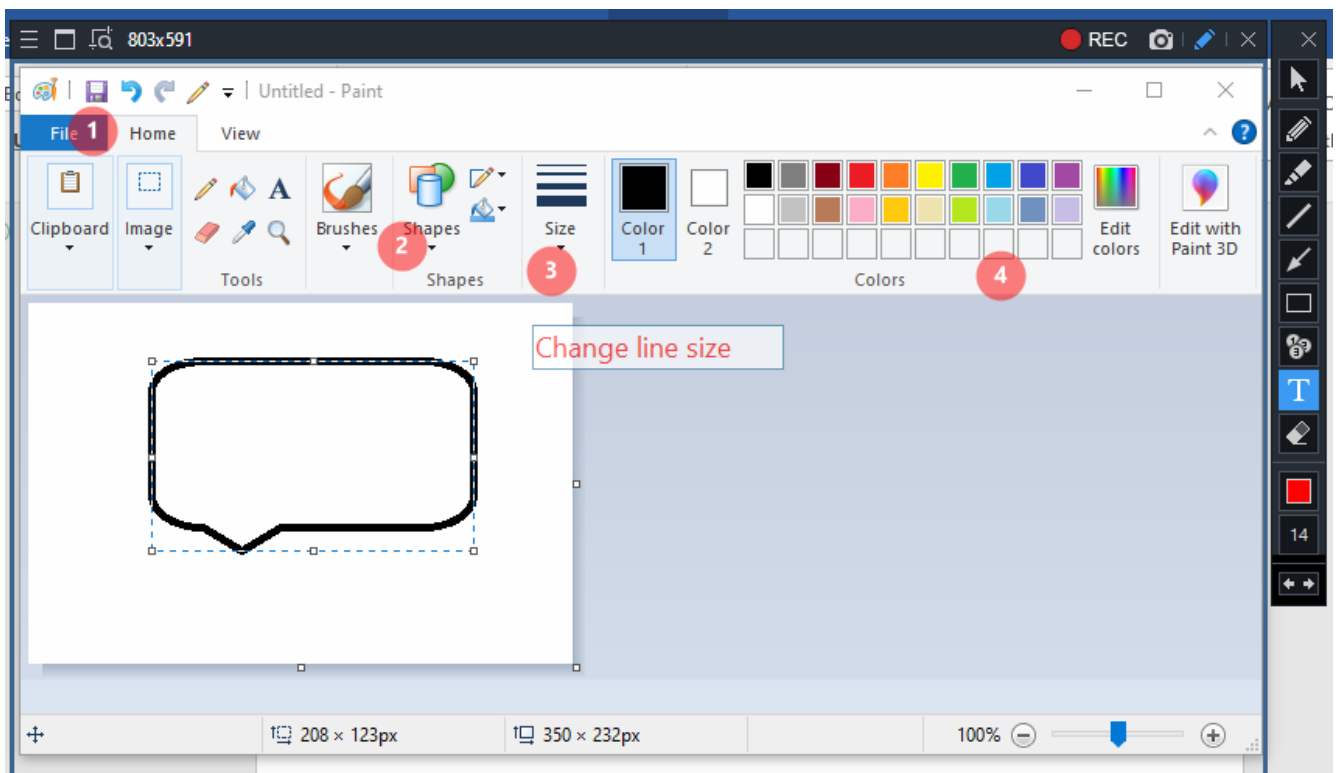 803x591
REC
Untitled - Paint
File 1 Home View
Clipboard Image Brushes Shapes Size Color 1 Color 2 Edit colors Edit with Paint 3D
2
3
Tools Shapes Colors
4
Change line size
T
14
208 × 123px 350 × 232px 100%